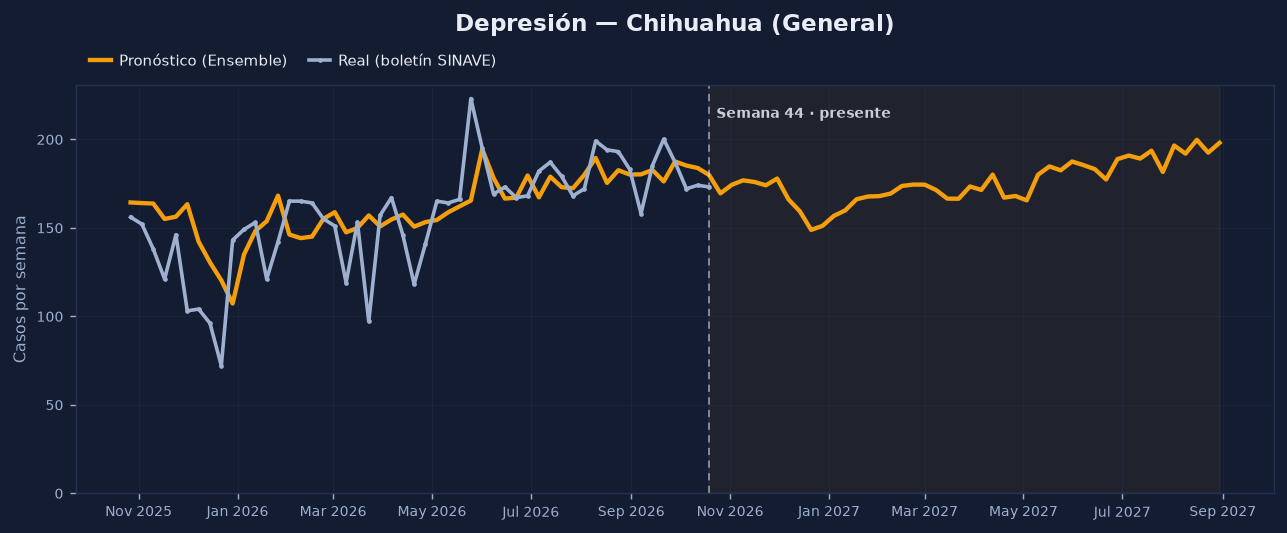 Depresión — Chihuahua (General)
Pronóstico (Ensemble)
Real (boletín SINAVE)
Semana 44 · presente
Casos por semana
200
150
100
50
0
Nov 2025
Jan 2026
Mar 2026
May 2026
Jul 2026
Sep 2026
Nov 2026
Jan 2027
Mar 2027
May 2027
Jul 2027
Sep 2027